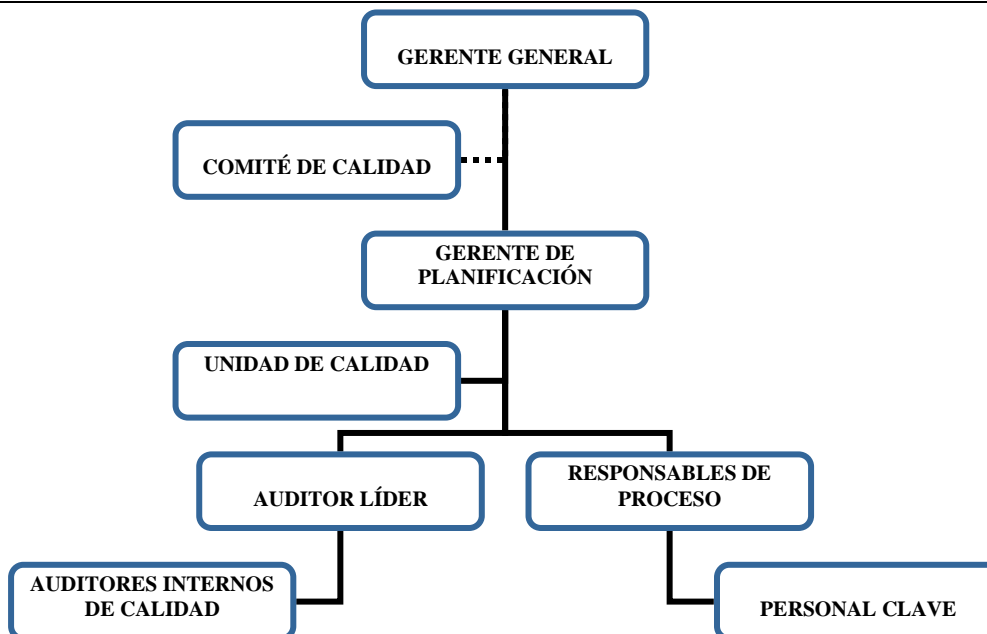 GERENTE GENERAL
COMITÉ DE CALIDAD
GERENTE DE
PLANIFICACIÓN
UNIDAD DE CALIDAD
AUDITOR LÍDER
RESPONSABLES DE
PROCESO
AUDITORES INTERNOS
DE CALIDAD
PERSONAL CLAVE